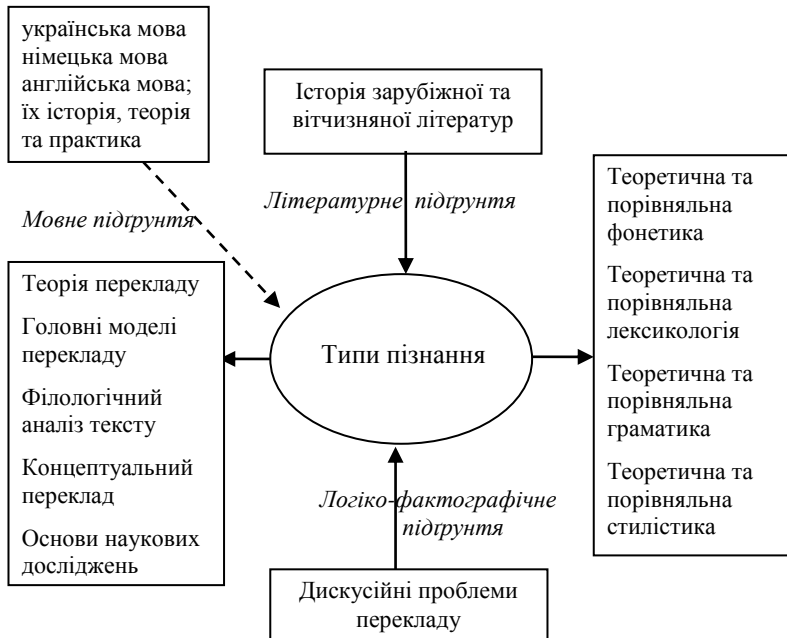 українська мова
німецька мова
англійська мова;
їх історія, теорія
та практика
Історія зарубіжної та
вітчизняної літератур
Мовне підґрунтя
Літературне підґрунтя
Теорія перекладу
Головні моделі
перекладу
Філологічний
аналіз тексту
Концептуальний
переклад
Основи наукових
досліджень
Типи пізнання
Теоретична та
порівняльна
фонетика
Теоретична та
порівняльна
лексикологія
Теоретична та
порівняльна
граматика
Теоретична та
порівняльна
стилістика
Логіко-фактографічне
підґрунтя
Дискусійні проблеми
перекладу